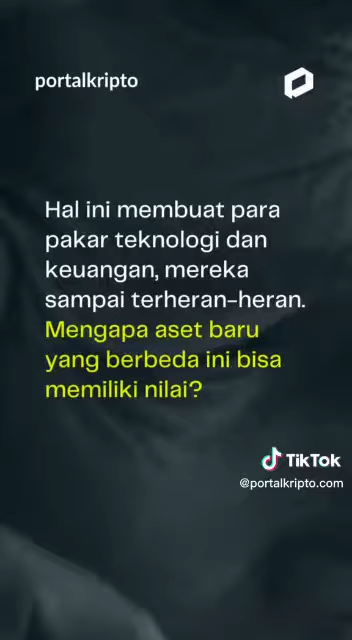 portalkripto
Hal ini membuat para
pakar teknologi dan
keuangan, mereka
sampai terheran-heran.
Mengapa aset baru
yang berbeda ini bisa
memiliki nilai?
TikTok
@portalkripto.com